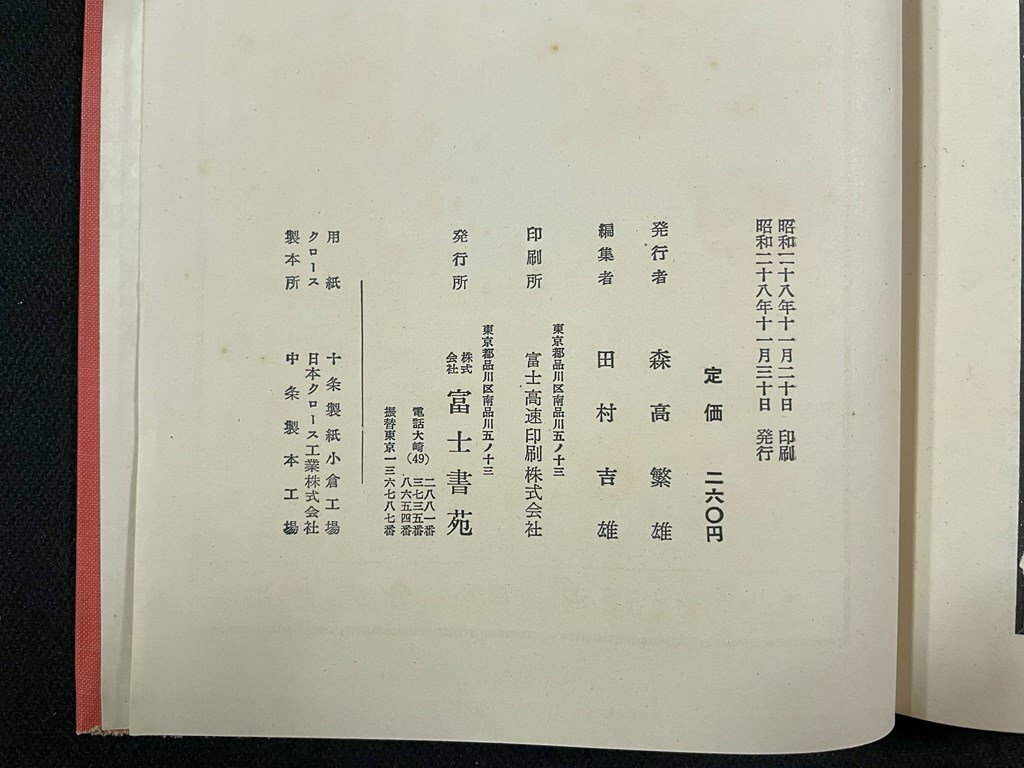 昭和二十八年十一月二十日 印刷
昭和二十八年十一月三十日 発行
定価 二六〇円
発行者 森高繁雄
編集者 田村吉雄
東京都品川区南品川五ノ十三
印刷所 富士高速印刷株式会社
東京都品川区南品川五ノ十三
発行所 株式会社 富士書苑
電話大崎(49) 二八八一番
三七三五番
八六五四番
振替東京一三六七八七番
用紙 十条製紙小倉工場
クロース 日本クロース工業株式会社
製本所 中条製本工場